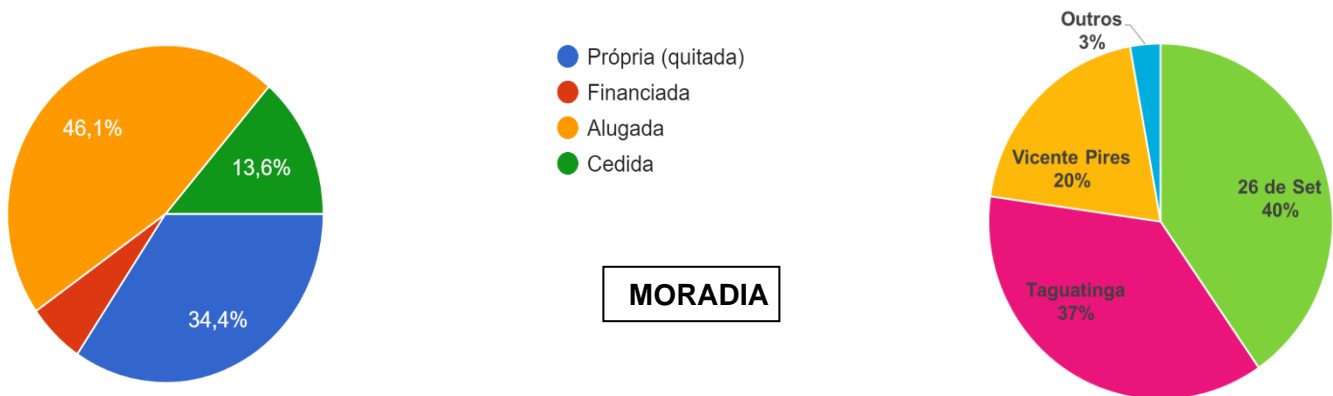 46,1%
13,6%
34,4%
Própria (quitada)
Financiada
Alugada
Cedida
MORADIA
Outros
3%
Vicente Pires
20%
26 de Set
40%
Taguatinga
37%